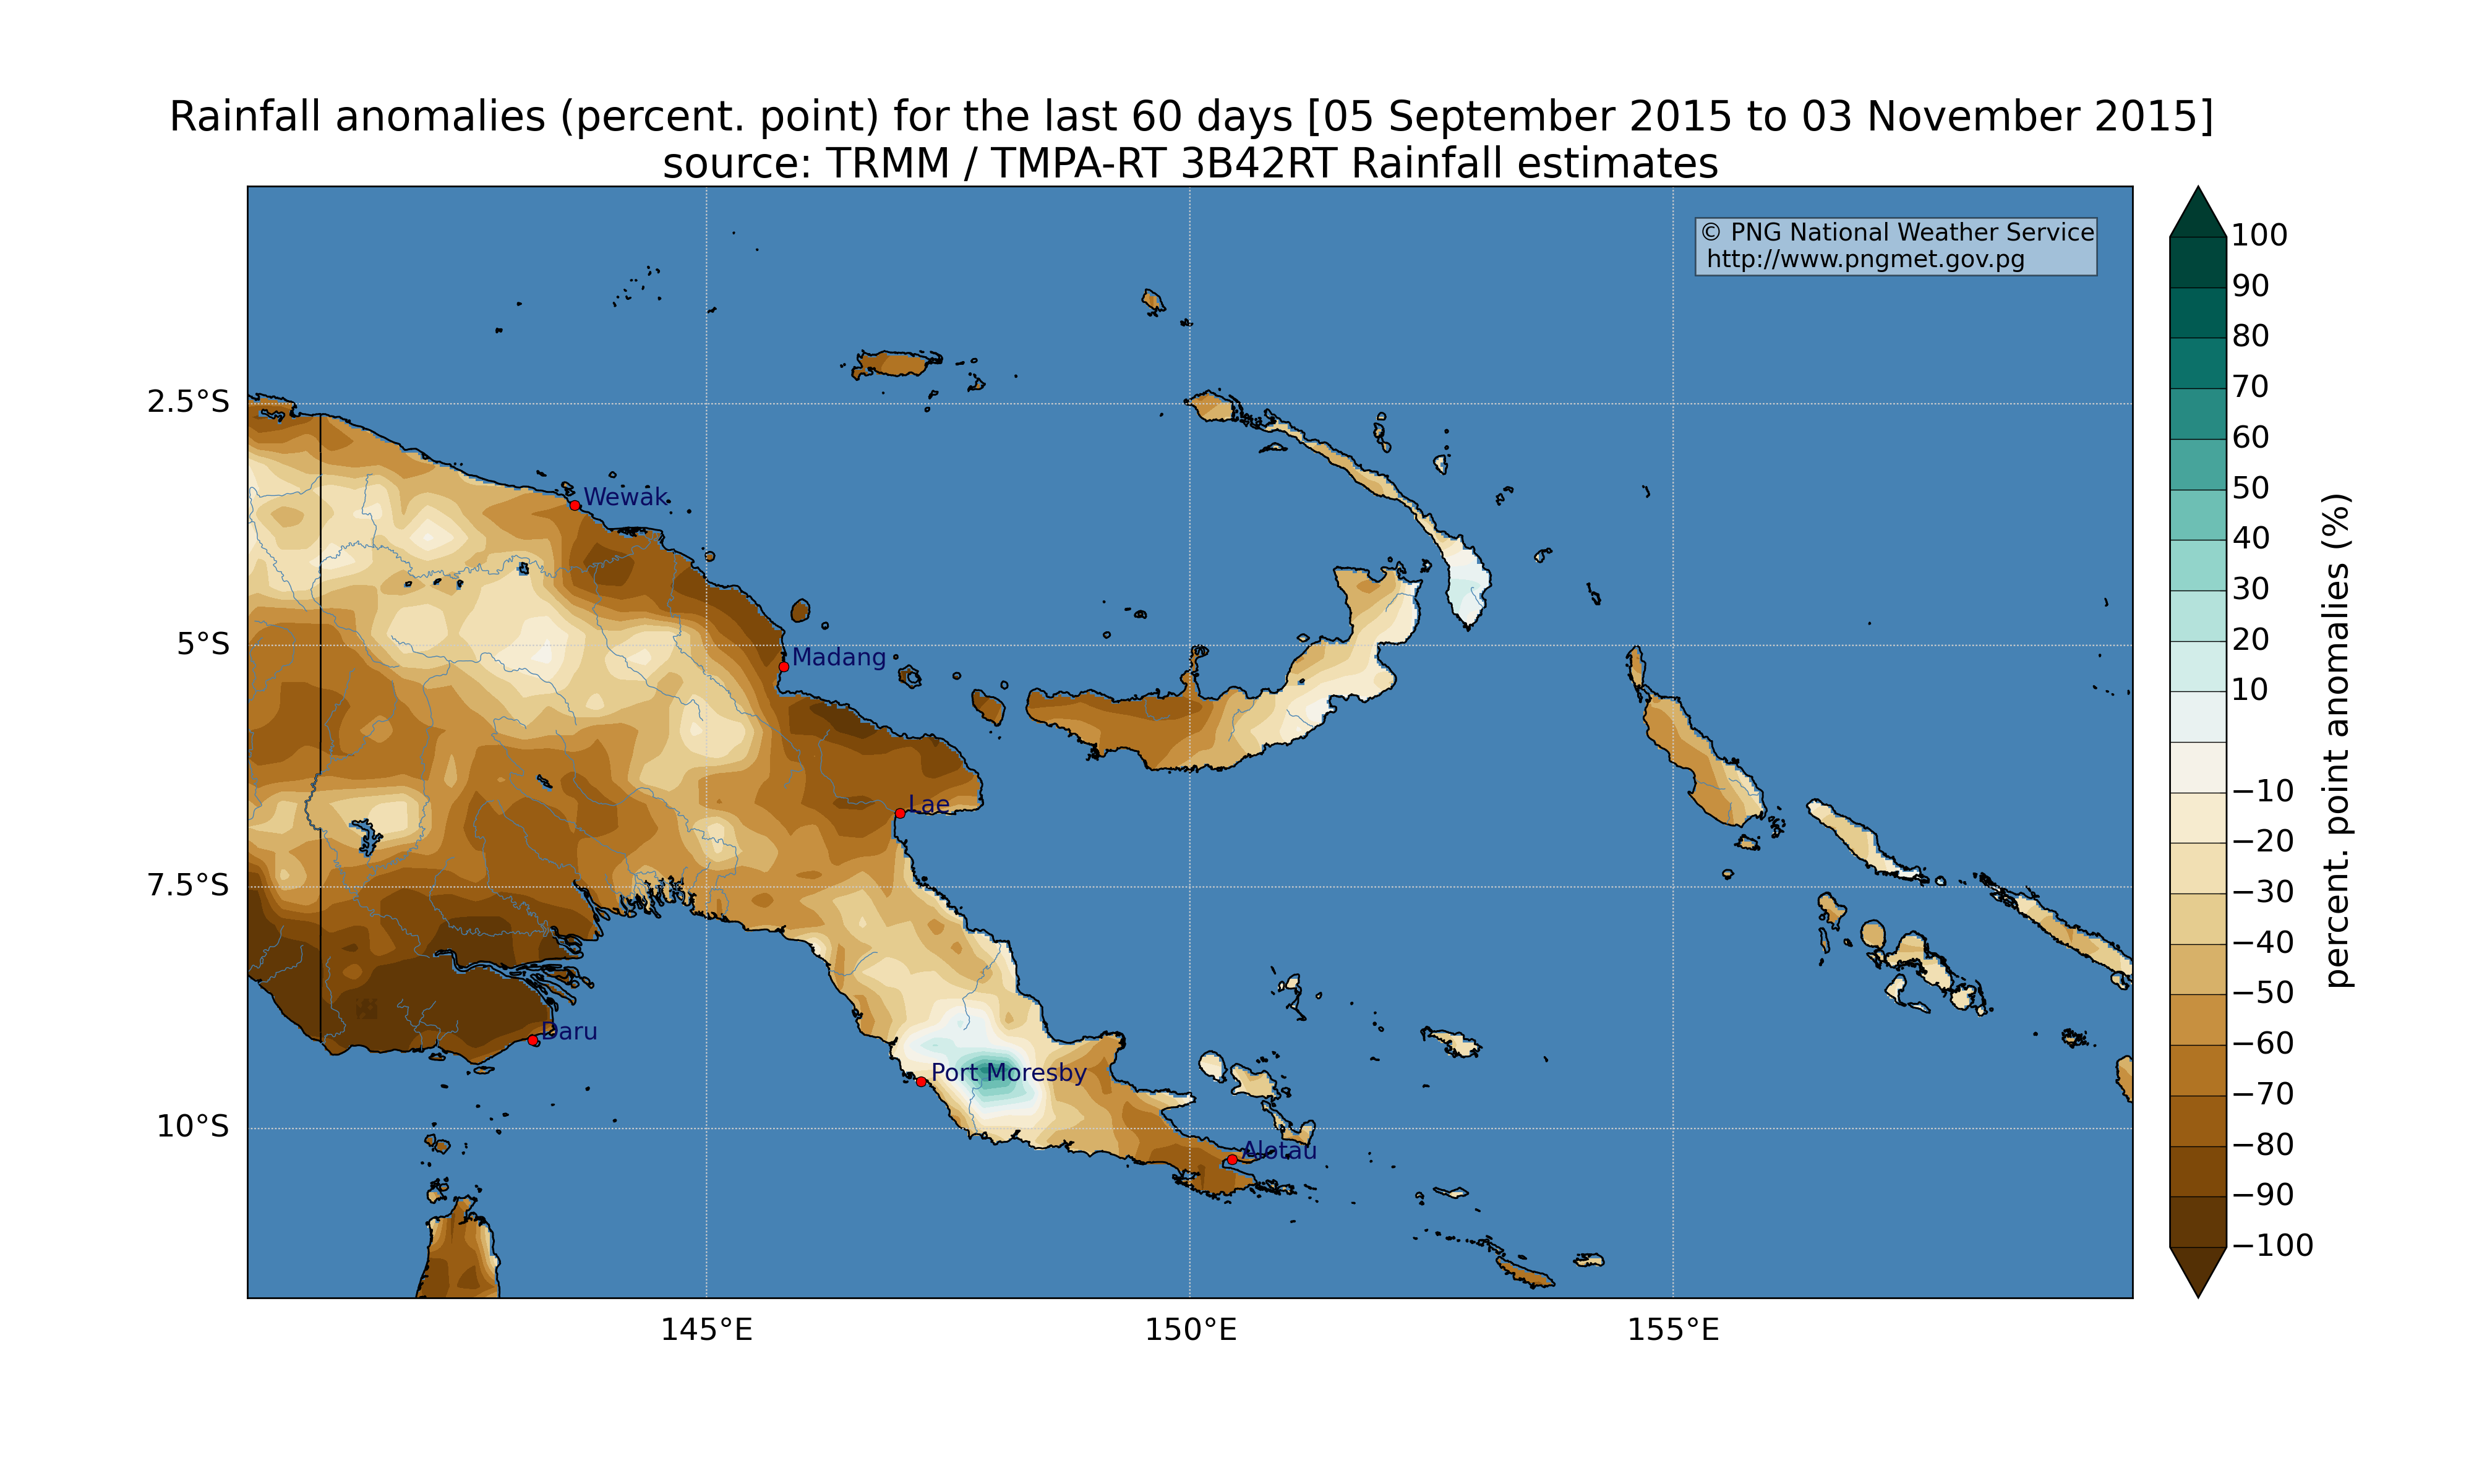 Rainfall anomalies (percent. point) for the last 60 days [05 September 2015 to 03 November 2015]
source: TRMM / TMPA-RT 3B42RT Rainfall estimates
© PNG National Weather Service
http://www.pngmet.gov.pg
2.5°S
5°S
7.5°S
10°S
145°E
150°E
155°E
Wewak
Madang
Lae
Daru
Port Moresby
Alotau
100
90
80
70
60
50
40
30
20
10
−10
−20
−30
−40
−50
−60
−70
−80
−90
−100
percent. point anomalies (%)